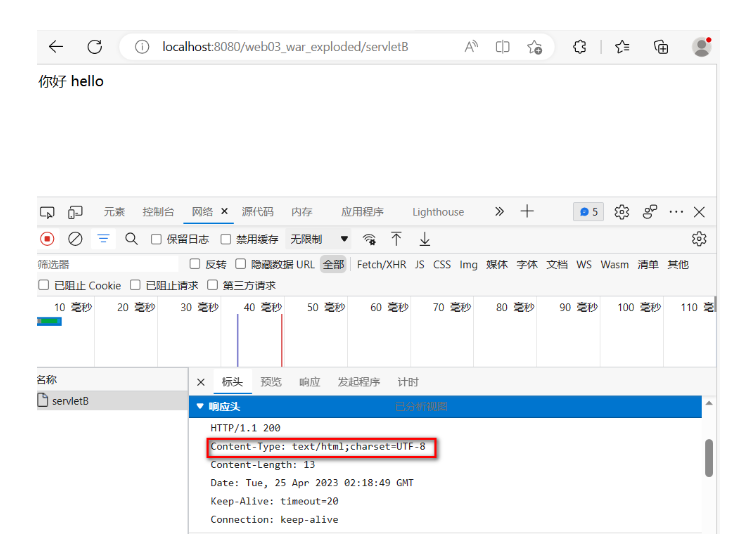 localhost:8080/web03_war_exploded/servletB
你好 hello
元素 控制台 网络 源代码 内存 应用程序 Lighthouse 5
保留日志 禁用缓存 无限制
筛选器 反转 隐藏数据 URL 全部 Fetch/XHR JS CSS Img 媒体 字体 文档 WS Wasm 清单 其他
已阻止 Cookie 已阻止请求 第三方请求
10 毫秒 20 毫秒 30 毫秒 40 毫秒 50 毫秒 60 毫秒 70 毫秒 80 毫秒 90 毫秒 100 毫秒 110 毫
名称 标头 预览 响应 发起程序 计时
servletB
响应头 已分析视图
HTTP/1.1 200
Content-Type: text/html;charset=UTF-8
Content-Length: 13
Date: Tue, 25 Apr 2023 02:18:49 GMT
Keep-Alive: timeout=20
Connection: keep-alive